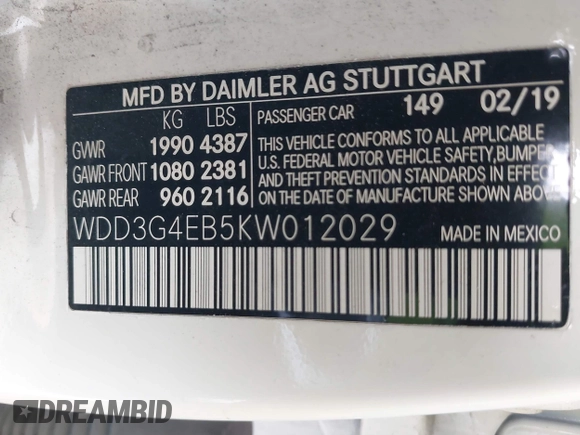 MFD BY DAIMLER AG STUTTGART
KG LBS PASSENGER CAR 149 02/19
GVWR 1990 4387
GAWR FRONT 1080 2381
GAWR REAR 960 2116
THIS VEHICLE CONFORMS TO ALL APPLICABLE
U.S. FEDERAL MOTOR VEHICLE SAFETY, BUMPER
AND THEFT PREVENTION STANDARDS IN EFFECT
ON THE DATE OF MANUFACTURE SHOWN ABOVE.
WDD3G4EB5KW012029 MADE IN MEXICO
DREAMBID